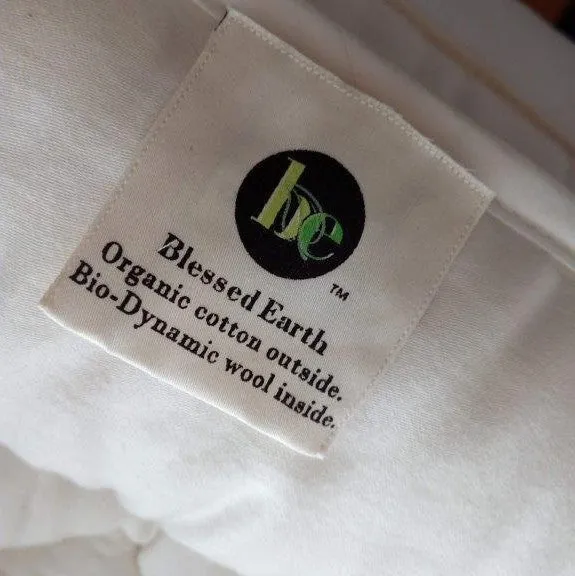 be
TM
Blessed Earth
Organic cotton outside.
Bio-Dynamic wool inside.